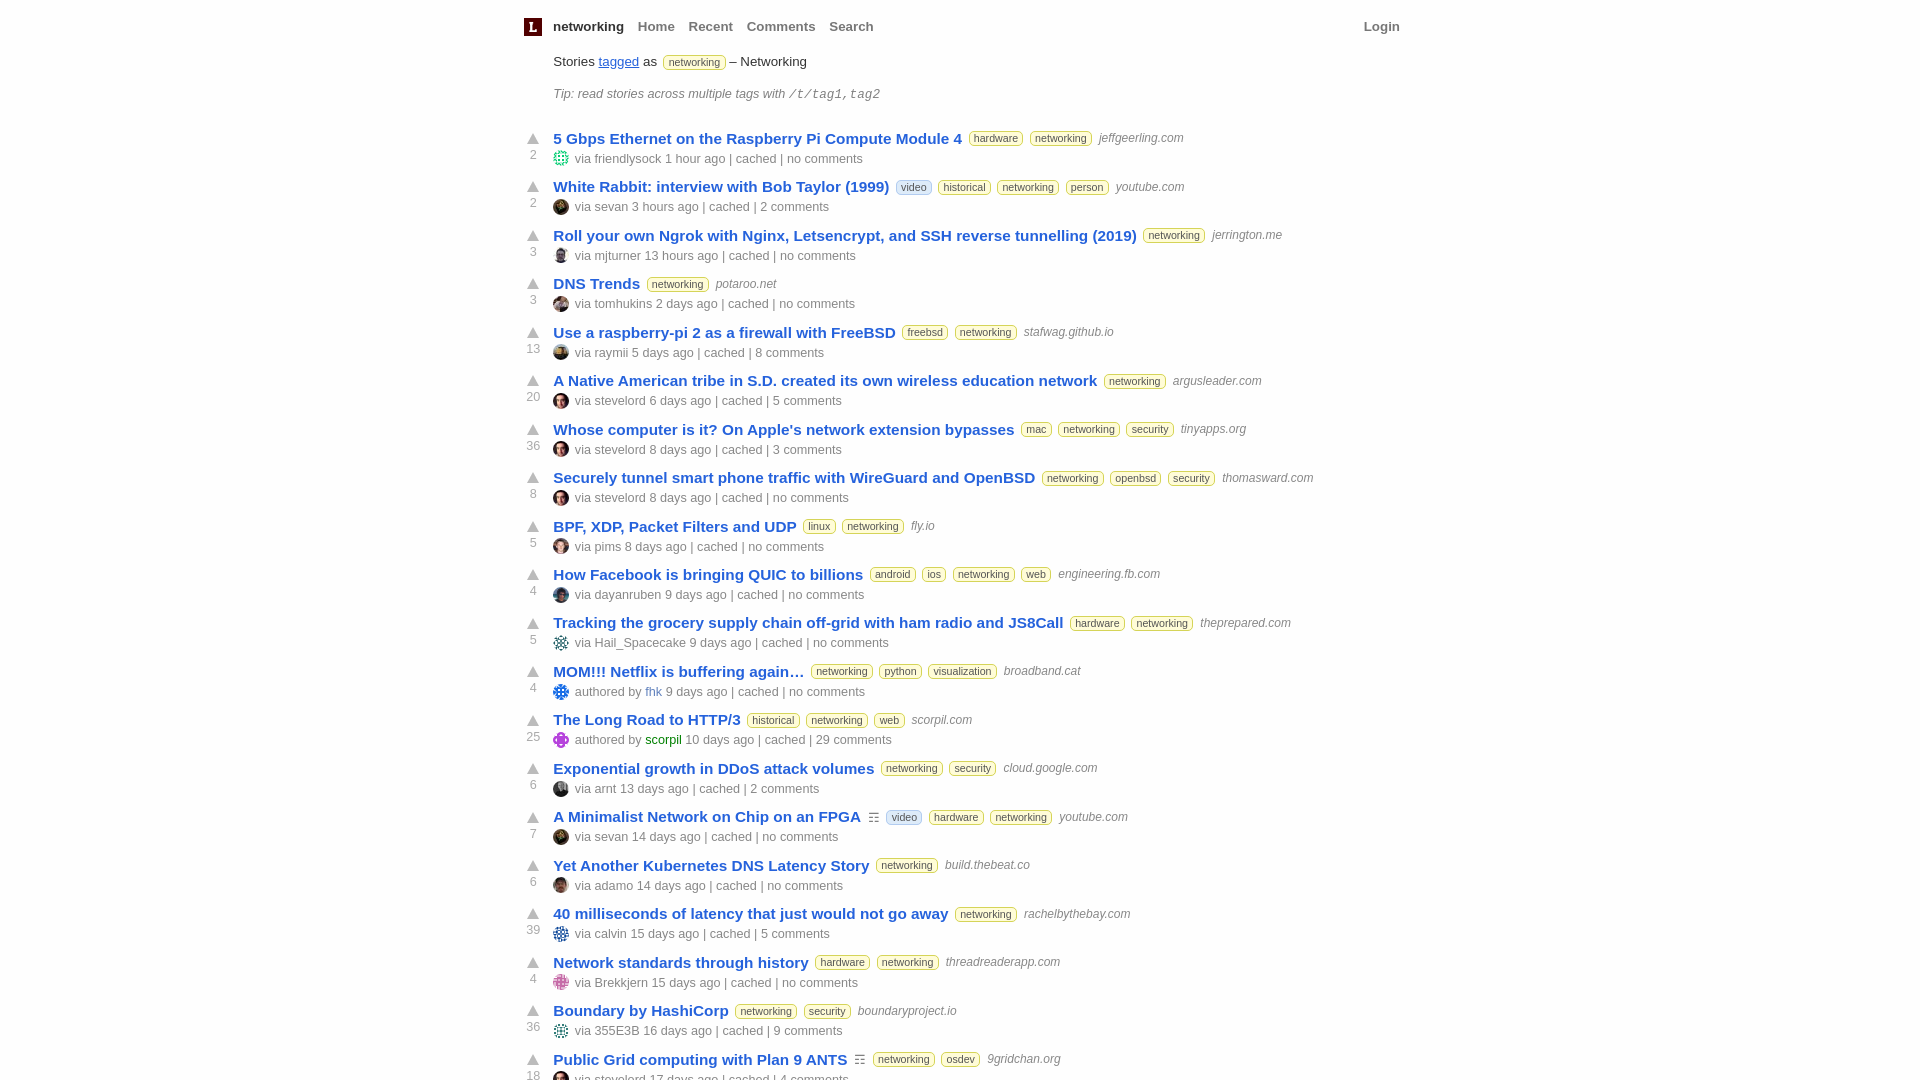 L networking Home Recent Comments Search Login
Stories tagged as networking – Networking
Tip: read stories across multiple tags with /t/tag1,tag2
5 Gbps Ethernet on the Raspberry Pi Compute Module 4 hardware networking jeffgeerling.com
2 via friendlysock 1 hour ago | cached | no comments
White Rabbit: interview with Bob Taylor (1999) video historical networking person youtube.com
2 via sevan 3 hours ago | cached | 2 comments
Roll your own Ngrok with Nginx, Letsencrypt, and SSH reverse tunnelling (2019) networking jerrington.me
3 via mjturner 13 hours ago | cached | no comments
DNS Trends networking potaroo.net
3 via tomhukins 2 days ago | cached | no comments
Use a raspberry-pi 2 as a firewall with FreeBSD freebsd networking stafwag.github.io
13 via raymii 5 days ago | cached | 8 comments
A Native American tribe in S.D. created its own wireless education network networking argusleader.com
20 via stevelord 6 days ago | cached | 5 comments
Whose computer is it? On Apple's network extension bypasses mac networking security tinyapps.org
36 via stevelord 8 days ago | cached | 3 comments
Securely tunnel smart phone traffic with WireGuard and OpenBSD networking openbsd security thomasward.com
8 via stevelord 8 days ago | cached | no comments
BPF, XDP, Packet Filters and UDP linux networking fly.io
5 via pims 8 days ago | cached | no comments
How Facebook is bringing QUIC to billions android ios networking web engineering.fb.com
4 via dayanruben 9 days ago | cached | no comments
Tracking the grocery supply chain off-grid with ham radio and JS8Call hardware networking theprepared.com
5 via Hail_Spacecake 9 days ago | cached | no comments
MOM!!! Netflix is buffering again… networking python visualization broadband.cat
4 authored by fhk 9 days ago | cached | no comments
The Long Road to HTTP/3 historical networking web scorpil.com
25 authored by scorpil 10 days ago | cached | 29 comments
Exponential growth in DDoS attack volumes networking security cloud.google.com
6 via arnt 13 days ago | cached | 2 comments
A Minimalist Network on Chip on an FPGA ☶ video hardware networking youtube.com
7 via sevan 14 days ago | cached | no comments
Yet Another Kubernetes DNS Latency Story networking build.thebeat.co
6 via adamo 14 days ago | cached | no comments
40 milliseconds of latency that just would not go away networking rachelbythebay.com
39 via calvin 15 days ago | cached | 5 comments
Network standards through history hardware networking threadreaderapp.com
4 via Brekkjern 15 days ago | cached | no comments
Boundary by HashiCorp networking security boundaryproject.io
36 via 355E3B 16 days ago | cached | 9 comments
Public Grid computing with Plan 9 ANTS ☶ networking osdev 9gridchan.org
18 via stevelord 17 days ago | cached | 4 comments